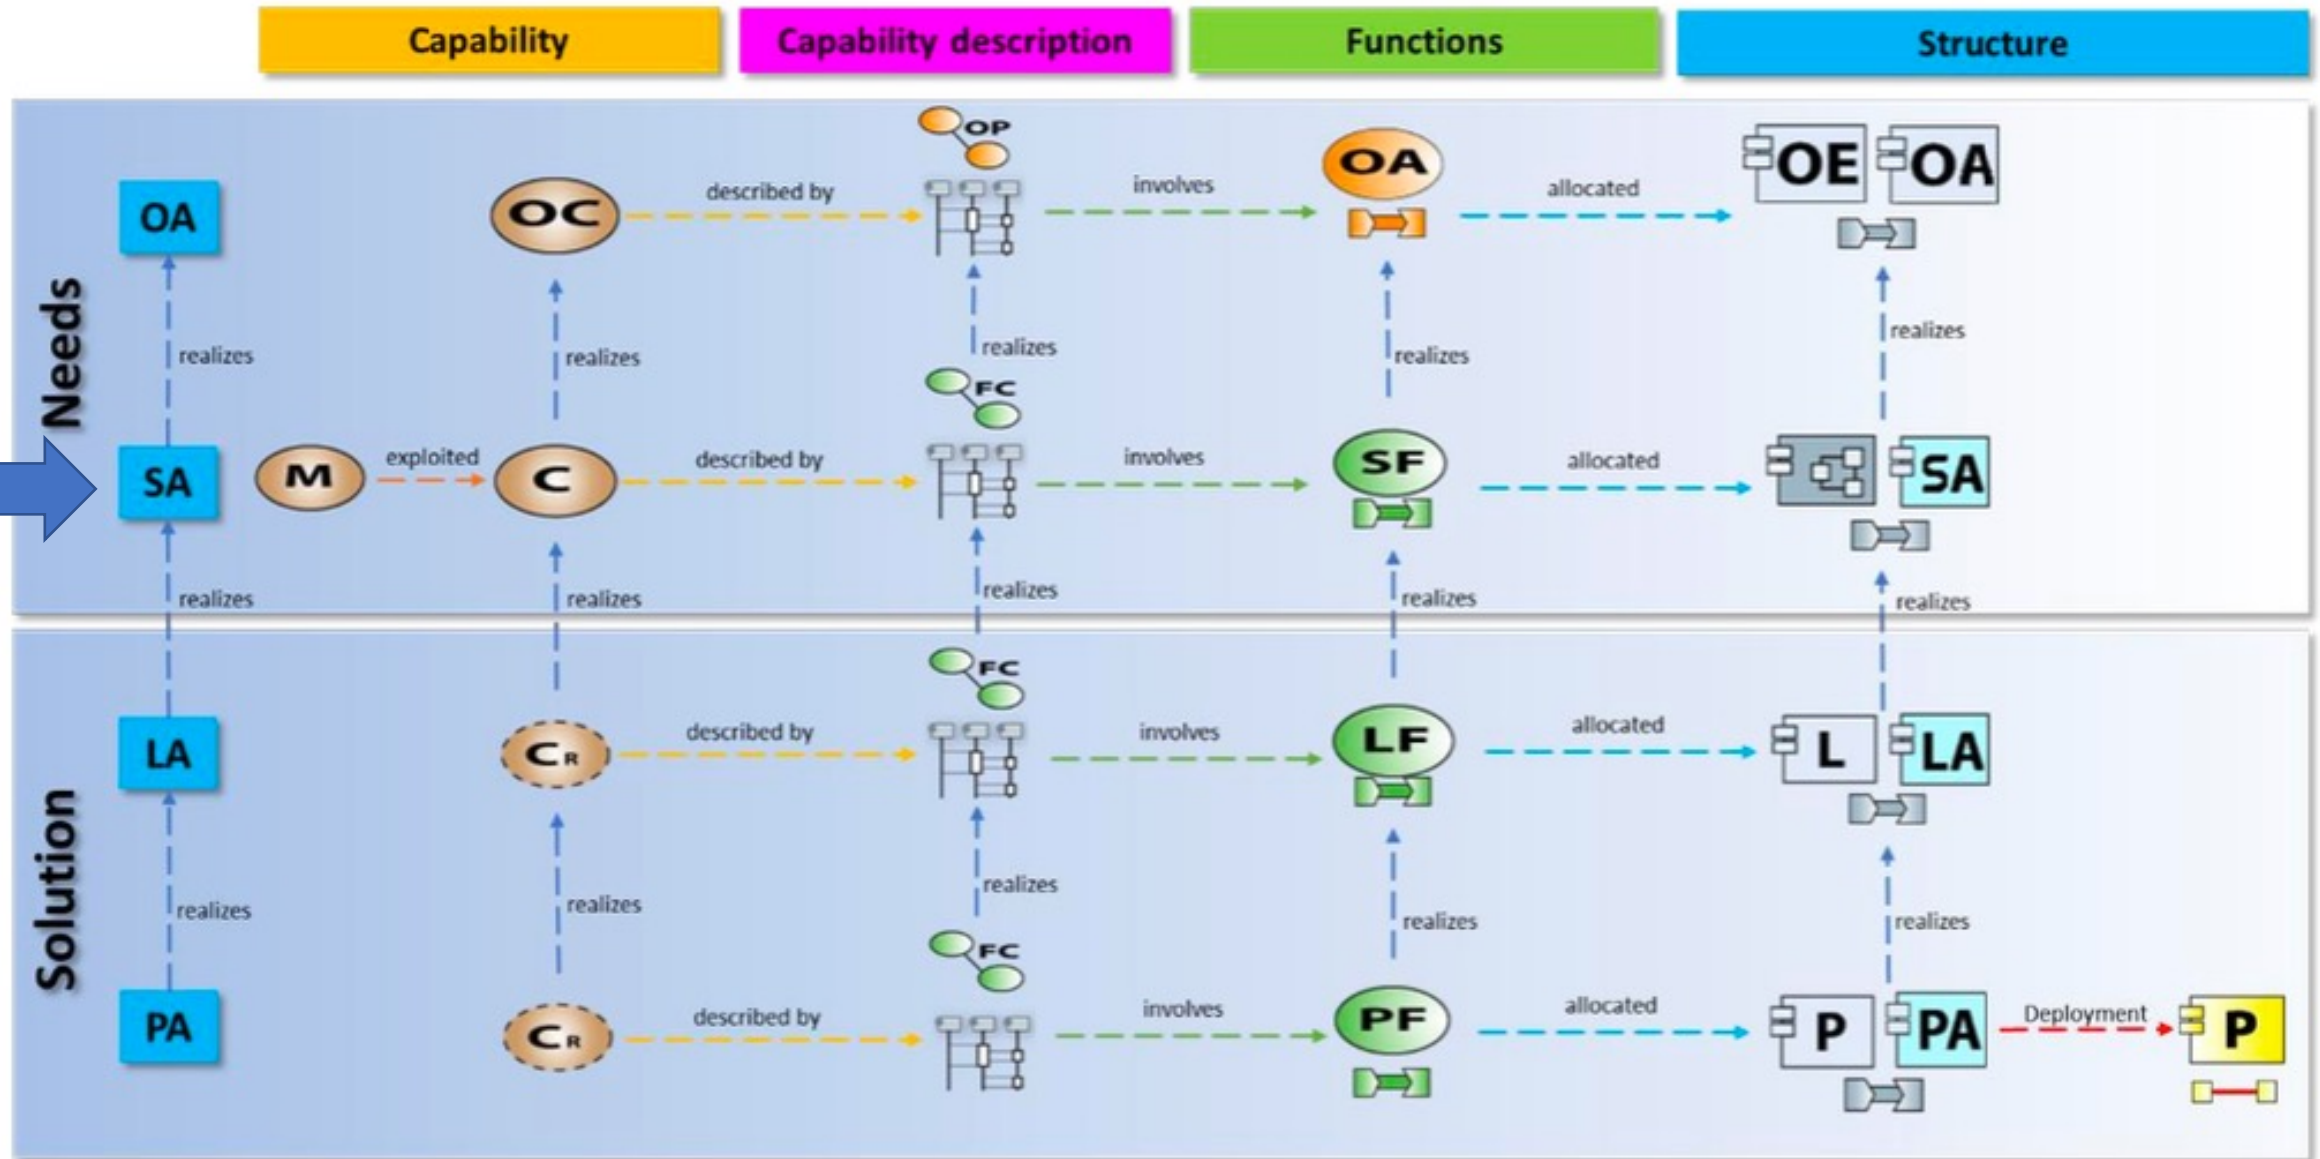 Capability
Capability description
Functions
Structure
Needs
OP
OA
OC
described by
involves
OA
allocated
OE
OA
realizes
realizes
realizes
realizes
realizes
FC
SA
M
exploited
C
described by
involves
SF
allocated
SA
realizes
realizes
realizes
realizes
realizes
Solution
FC
LA
CR
described by
involves
LF
allocated
L
LA
realizes
realizes
realizes
realizes
realizes
FC
PA
CR
described by
involves
PF
allocated
P
PA
Deployment
P